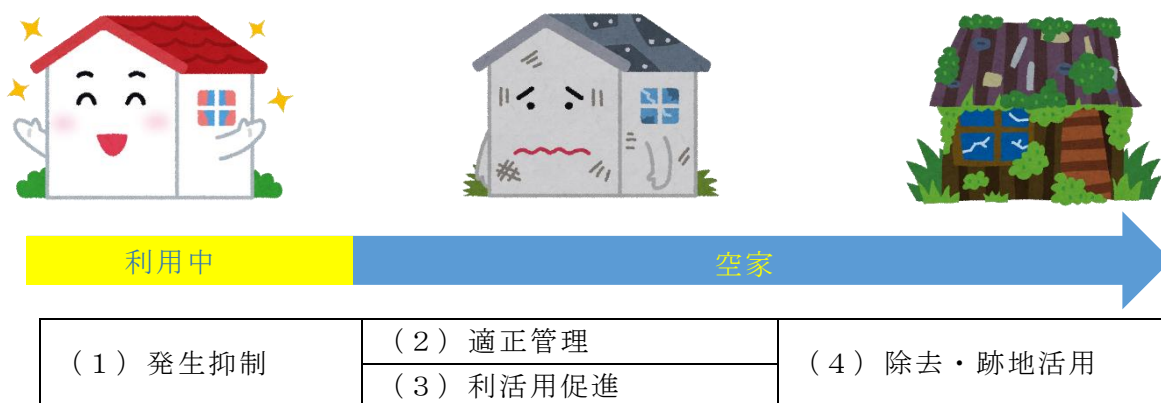 利用中
空家
（１）発生抑制
（２）適正管理
（３）利活用促進
（４）除去・跡地活用